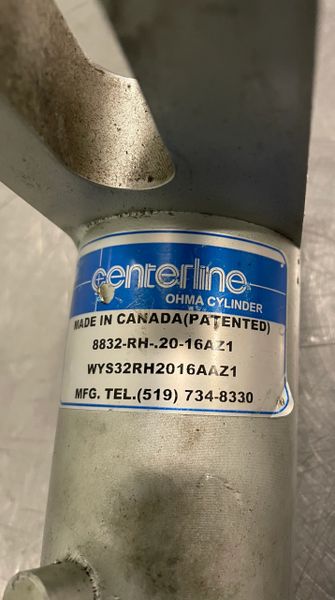 centerline
OHMA CYLINDER
MADE IN CANADA(PATENTED)
8832-RH-.20-16AZ1
WYS32RH2016AAZ1
MFG. TEL.(519) 734-8330